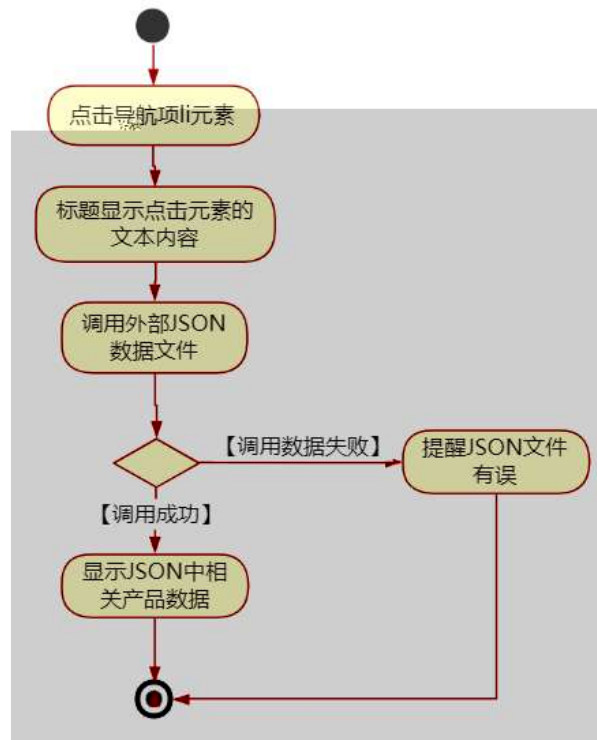 点击导航项li元素
标题显示点击元素的
文本内容
调用外部JSON
数据文件
【调用数据失败】
提醒JSON文件
有误
【调用成功】
显示JSON中相
关产品数据